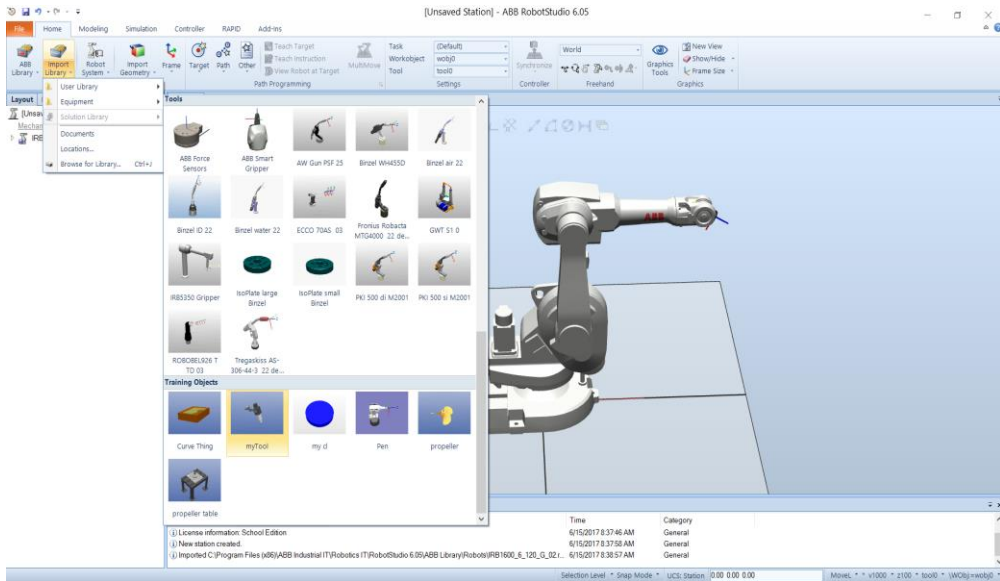 [Unsaved Station] - ABB RobotStudio 6.05
File Home Modeling Simulation Controller RAPID Add-Ins
ABB Library
Import Library
Robot System
Import Geometry
Frame
Target
Path
Other
Teach Target
Teach Instruction
View Robot at Target
MultiMove
Path Programming
Task (Default)
Workobject wobj0
Tool tool0
Settings
Synchronize
Controller
World
Freehand
Graphics Tools
New View
Show/Hide
Frame Size
Graphics
Layout
[Unsav
Mechan
IRB
User Library
Equipment
Solution Library
Documents
Locations...
Browse for Library... Ctrl+J
Tools
ABB Force Sensors
ABB Smart Gripper
AW Gun PSF 25
Binzel WH455D
Binzel air 22
Binzel ID 22
Binzel water 22
ECCO 70AS 03
Fronius Robacta MTG4000 22 de...
GWT S1 0
IRB5350 Gripper
IsoPlate large Binzel
IsoPlate small Binzel
PKI 500 di M2001
PKI 500 si M2001
ROBOBEL926 T TD 03
Tregaskiss AS-306-44-3 22 de...
Training Objects
Curve Thing
myTool
my cl
Pen
propeller
propeller table
ABB
Time Category
License information: School Edition 6/15/2017 8:37:46 AM General
New station created. 6/15/2017 8:37:58 AM General
Imported C:\Program Files (x86)\ABB Industrial IT\Robotics IT\RobotStudio 6.05\ABB Library\Robots\IRB1600_6_120_G_02.r... 6/15/2017 8:38:57 AM General
Selection Level Snap Mode UCS: Station 0.00 0.00 0.00 MoveL * v1000 z100 tool0 \WObj:=wobj0